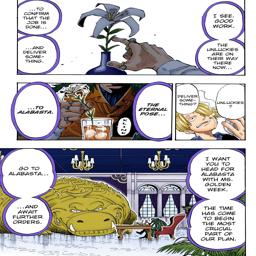 I SEE.
GOOD
WORK.
THE
UNLUCKIES
ARE ON
THEIR WAY
THERE
NOW...
...TO
CONFIRM
THAT THE
JOB IS
DONE...
...AND
DELIVER
SOME-
THING.
DELIVER
SOME-
THING?
UNLUCKIES?
THE
ETERNAL
POSE...
...TO
ALABASTA.
I WANT
YOU TO
HEAD FOR
ALABASTA
WITH MS.
GOLDEN
WEEK.
THE TIME
HAS COME
TO BEGIN
THE MOST
CRUCIAL
PART OF
OUR PLAN.
GO TO
ALABASTA...
...AND
AWAIT
FURTHER
ORDERS.